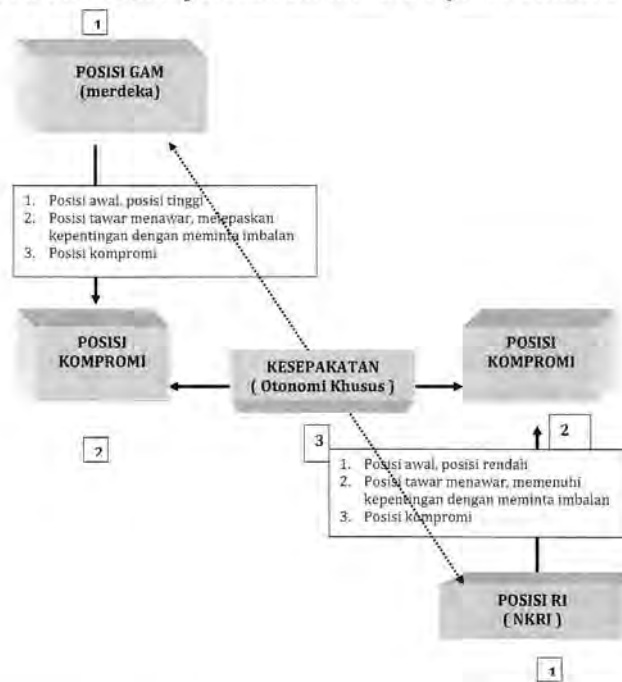 1
POSISI GAM
(merdeka)
1. Posisi awal, posisi tinggi
2. Posisi tawar menawar, melepaskan
kepentingan dengan meminta imbalan
3. Posisi kompromi
POSISI
KOMPROMI
KESEPAKATAN
( Otonomi Khusus )
POSISI
KOMPROMI
2
3
2
1. Posisi awal, posisi rendah
2. Posisi tawar menawar, memenuhi
kepentingan dengan meminta imbalan
3. Posisi kompromi
POSISI RI
( NKRI )
1